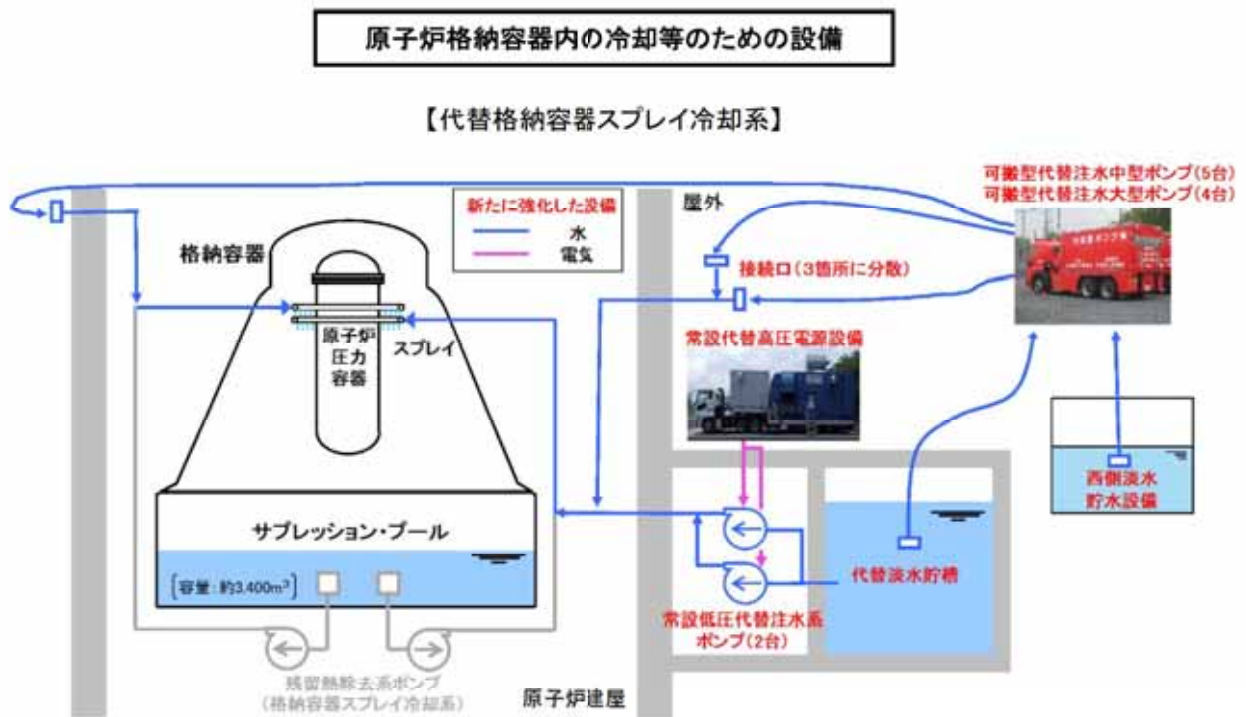 原子炉格納容器内の冷却等のための設備
【代替格納容器スプレイ冷却系】
可搬型代替注水中型ポンプ(5台)
可搬型代替注水大型ポンプ(4台)
新たに強化した設備
水
電気
屋外
格納容器
接続口(3箇所に分散)
原子炉
圧力
容器
スプレイ
常設代替高圧電源設備
西側淡水
貯水設備
サプレッション・プール
[容量:約3,400m³]
代替淡水貯槽
常設低圧代替注水系
ポンプ(2台)
残留熱除去系ポンプ
(格納容器スプレイ冷却系)
原子炉建屋